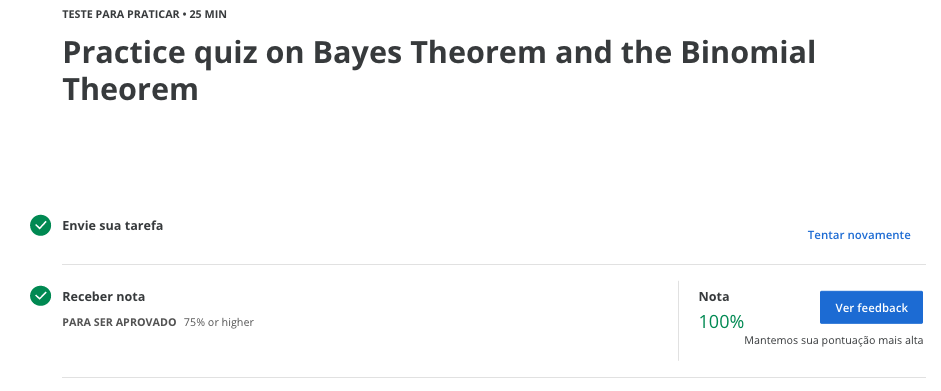 TESTE PARA PRATICAR • 25 MIN
Practice quiz on Bayes Theorem and the Binomial
Theorem
Envie sua tarefa
Tentar novamente
Receber nota
PARA SER APROVADO 75% or higher
Nota
100%
Ver feedback
Mantemos sua pontuação mais alta